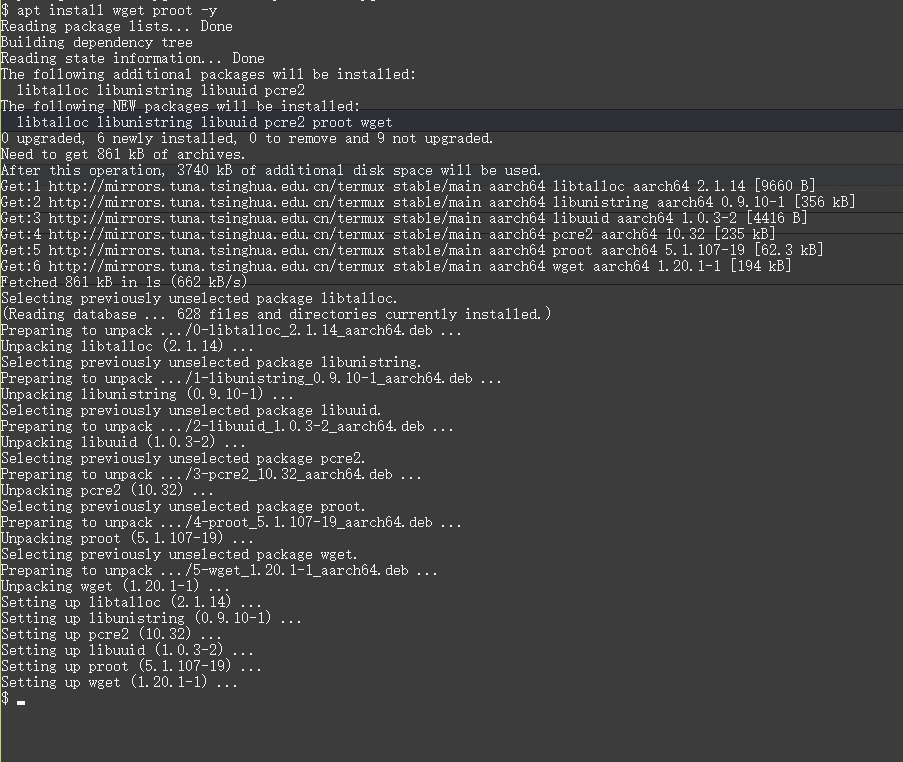 $ apt install wget proot -y
Reading package lists... Done
Building dependency tree
Reading state information... Done
The following additional packages will be installed:
  libtalloc libunistring libuuid pcre2
The following NEW packages will be installed:
  libtalloc libunistring libuuid pcre2 proot wget
0 upgraded, 6 newly installed, 0 to remove and 9 not upgraded.
Need to get 861 kB of archives.
After this operation, 3740 kB of additional disk space will be used.
Get:1 http://mirrors.tuna.tsinghua.edu.cn/termux stable/main aarch64 libtalloc aarch64 2.1.14 [9660 B]
Get:2 http://mirrors.tuna.tsinghua.edu.cn/termux stable/main aarch64 libunistring aarch64 0.9.10-1 [356 kB]
Get:3 http://mirrors.tuna.tsinghua.edu.cn/termux stable/main aarch64 libuuid aarch64 1.0.3-2 [4416 B]
Get:4 http://mirrors.tuna.tsinghua.edu.cn/termux stable/main aarch64 pcre2 aarch64 10.32 [235 kB]
Get:5 http://mirrors.tuna.tsinghua.edu.cn/termux stable/main aarch64 proot aarch64 5.1.107-19 [62.3 kB]
Get:6 http://mirrors.tuna.tsinghua.edu.cn/termux stable/main aarch64 wget aarch64 1.20.1-1 [194 kB]
Fetched 861 kB in 1s (662 kB/s)
Selecting previously unselected package libtalloc.
(Reading database ... 628 files and directories currently installed.)
Preparing to unpack .../0-libtalloc_2.1.14_aarch64.deb ...
Unpacking libtalloc (2.1.14) ...
Selecting previously unselected package libunistring.
Preparing to unpack .../1-libunistring_0.9.10-1_aarch64.deb ...
Unpacking libunistring (0.9.10-1) ...
Selecting previously unselected package libuuid.
Preparing to unpack .../2-libuuid_1.0.3-2_aarch64.deb ...
Unpacking libuuid (1.0.3-2) ...
Selecting previously unselected package pcre2.
Preparing to unpack .../3-pcre2_10.32_aarch64.deb ...
Unpacking pcre2 (10.32) ...
Selecting previously unselected package proot.
Preparing to unpack .../4-proot_5.1.107-19_aarch64.deb ...
Unpacking proot (5.1.107-19) ...
Selecting previously unselected package wget.
Preparing to unpack .../5-wget_1.20.1-1_aarch64.deb ...
Unpacking wget (1.20.1-1) ...
Setting up libtalloc (2.1.14) ...
Setting up libunistring (0.9.10-1) ...
Setting up pcre2 (10.32) ...
Setting up libuuid (1.0.3-2) ...
Setting up proot (5.1.107-19) ...
Setting up wget (1.20.1-1) ...
$